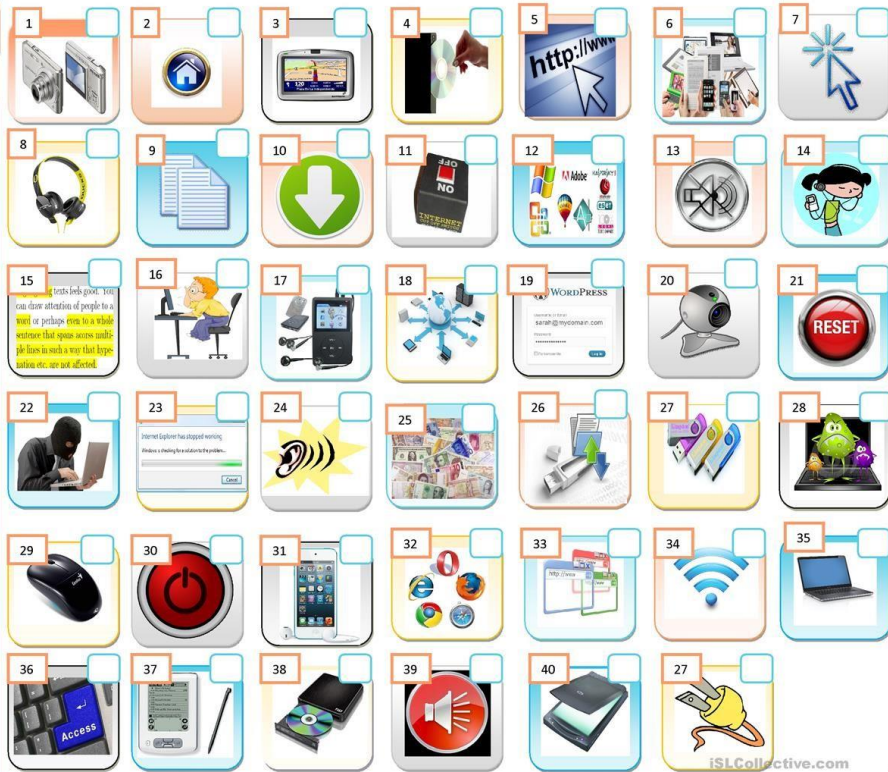 1
2
3
4
5
6
7
http://www
8
9
10
11
12
13
14
OFF
ON
INTERNET
Adobe
eset
15
16
17
18
19
20
21
texts feels good. You
can draw attention of people to a
word or perhaps even to a whole
sentence that spans across multi-
ple lines in such a way that hype-
nation etc. are not affected.
WORDPRESS
sarah@mydomain.com
Log In
RESET
22
23
24
25
26
27
28
Internet Explorer has stopped working
Windows is checking for a solution to the problem...
Cancel
29
30
31
32
33
34
35
http://www
36
37
38
39
40
27
Access
iSLCollective.com